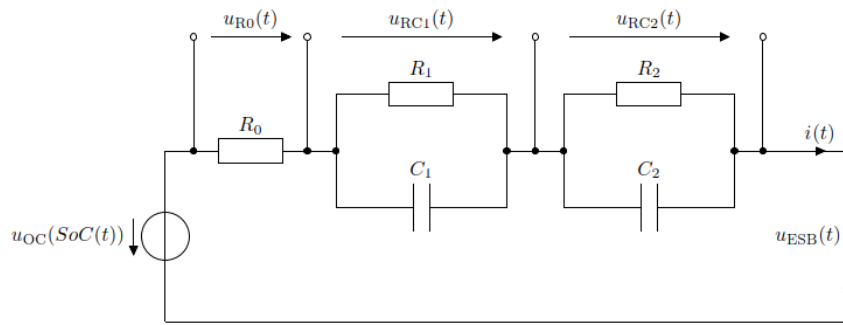 u_R0(t)
u_RC1(t)
u_RC2(t)
R_1
R_2
R_0
i(t)
C_1
C_2
u_OC(SoC(t))
u_ESB(t)